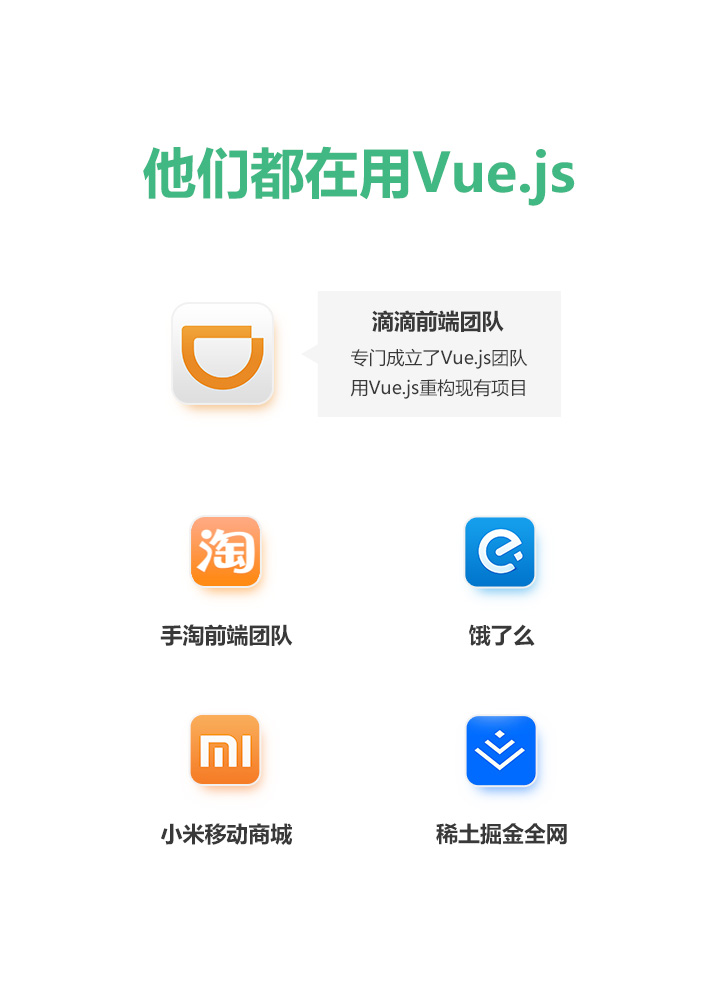 他们都在用Vue.js
滴滴前端团队
专门成立了Vue.js团队
用Vue.js重构现有项目
淘
手淘前端团队
饿了么
mi
小米移动商城
稀土掘金全网